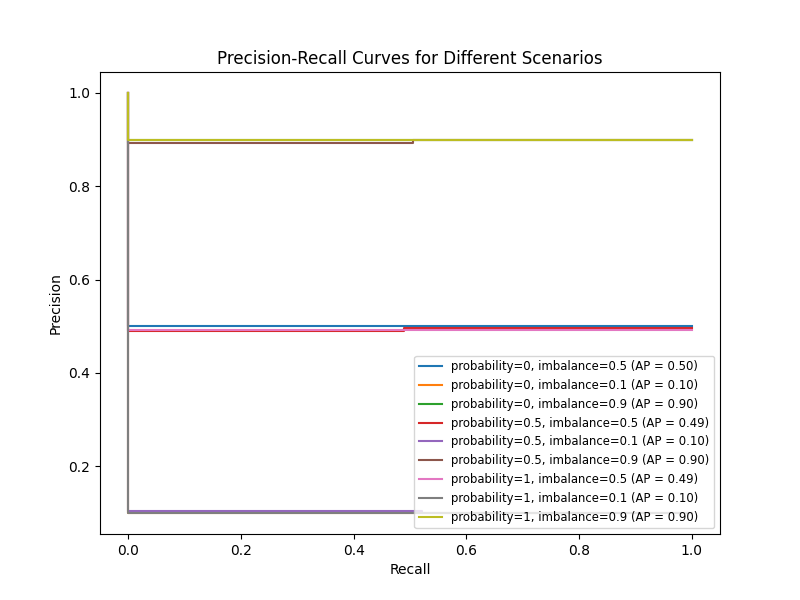 Precision-Recall Curves for Different Scenarios
1.0
0.8
0.6
0.4
0.2
Precision
0.0
0.2
0.4
0.6
0.8
1.0
Recall
probability=0, imbalance=0.5 (AP = 0.50)
probability=0, imbalance=0.1 (AP = 0.10)
probability=0, imbalance=0.9 (AP = 0.90)
probability=0.5, imbalance=0.5 (AP = 0.49)
probability=0.5, imbalance=0.1 (AP = 0.10)
probability=0.5, imbalance=0.9 (AP = 0.90)
probability=1, imbalance=0.5 (AP = 0.49)
probability=1, imbalance=0.1 (AP = 0.10)
probability=1, imbalance=0.9 (AP = 0.90)